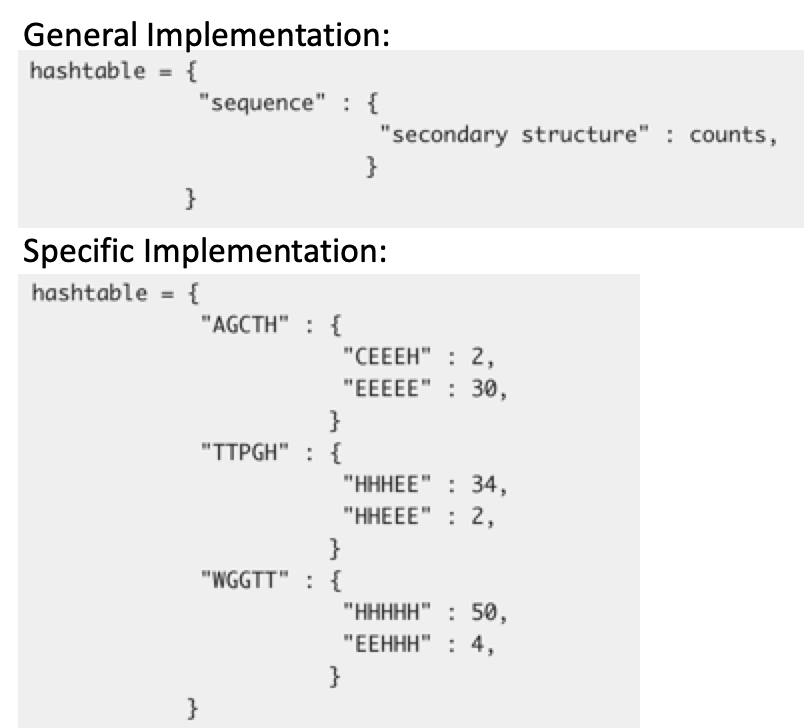 General Implementation:
hashtable = {
"sequence" : {
"secondary structure" : counts,
}
}
Specific Implementation:
hashtable = {
"AGCTH" : {
"CEEEH" : 2,
"EEEEE" : 30,
}
"TTPGH" : {
"HHHEE" : 34,
"HHEEE" : 2,
}
"WGGTT" : {
"HHHHH" : 50,
"EEHHH" : 4,
}
}